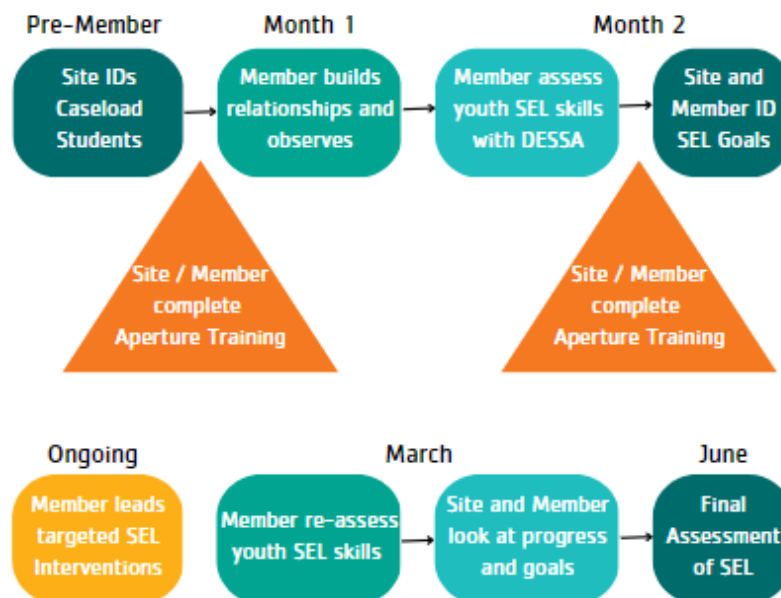 Pre-Member
Month 1
Month 2
Site IDs
Caseload
Students
Member builds
relationships and
observes
Member assess
youth SEL skills
with DESSA
Site and
Member ID
SEL Goals
Site / Member
complete
Aperture Training
Site / Member
complete
Aperture Training
Ongoing
March
June
Member leads
targeted SEL
Interventions
Member re-assess
youth SEL skills
Site and Member
look at progress
and goals
Final
Assessment
of SEL